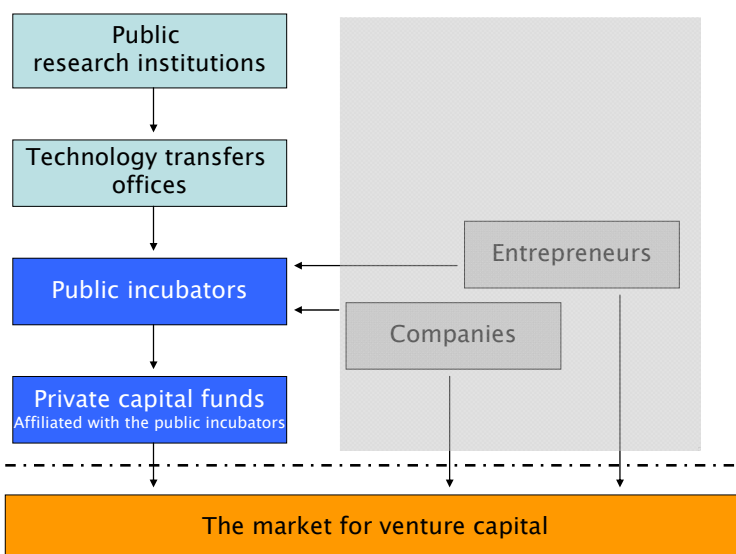 Public
research institutions
Technology transfers
offices
Public incubators
Private capital funds
Affiliated with the public incubators
Entrepreneurs
Companies
The market for venture capital